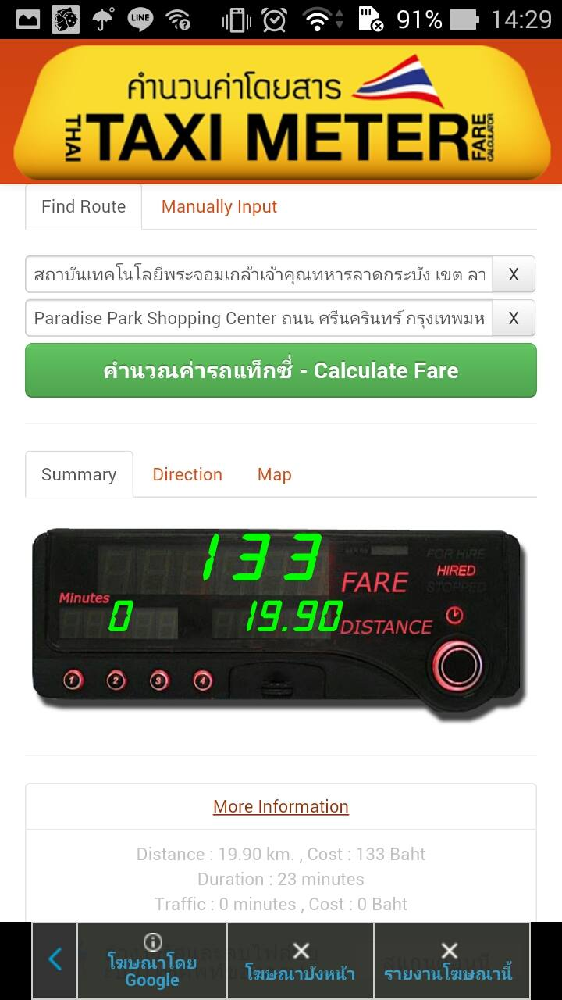 LINE
91%
14:29
คำนวนค่าโดยสาร
THAI TAXI METER FARE CALCULATOR
Find Route
Manually Input
สถาบันเทคโนโลยีพระจอมเกล้าเจ้าคุณทหารลาดกระบัง เขต ลา
X
Paradise Park Shopping Center ถนน ศรีนครินทร์ กรุงเทพมห
X
คำนวณค่ารถแท็กซี่ - Calculate Fare
Summary
Direction
Map
133
FARE
FOR HIRE
HIRED
STOPPED
Minutes
0
19.90
DISTANCE
1 2 3 4
More Information
Distance : 19.90 km. , Cost : 133 Baht
Duration : 23 minutes
Traffic : 0 minutes , Cost : 0 Baht
โฆษณาโดย
Google
โฆษณาบังหน้า
รายงานโฆษณานี้